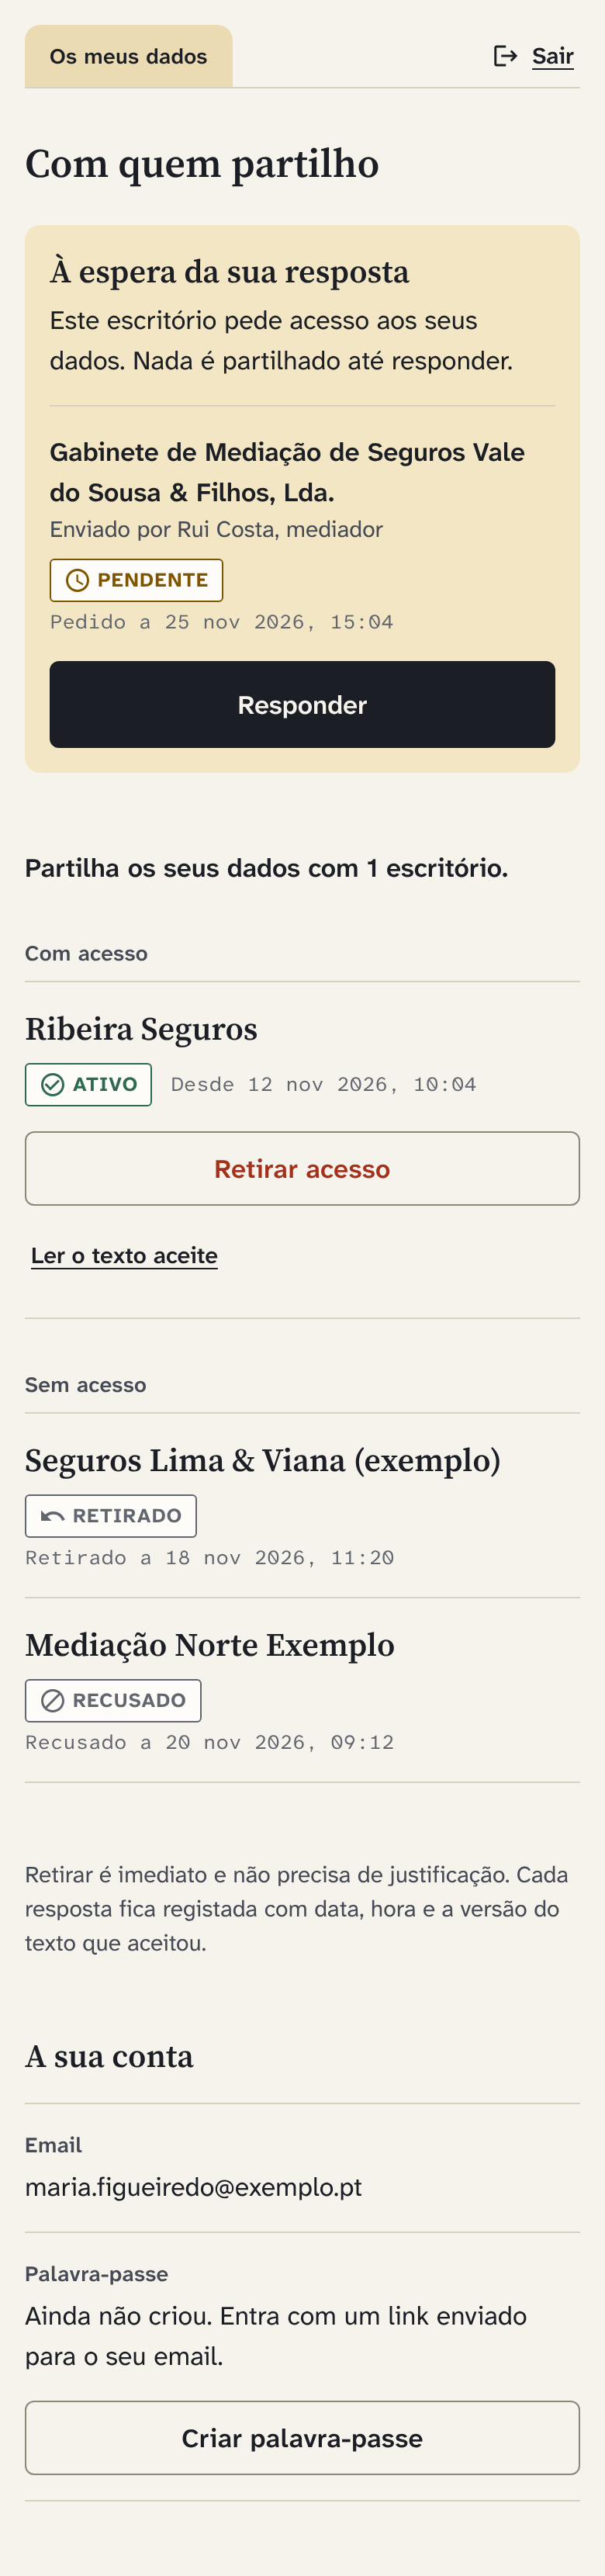 Os meus dados
Sair
Com quem partilho
À espera da sua resposta
Este escritório pede acesso aos seus
dados. Nada é partilhado até responder.
Gabinete de Mediação de Seguros Vale
do Sousa & Filhos, Lda.
Enviado por Rui Costa, mediador
PENDENTE
Pedido a 25 nov 2026, 15:04
Responder
Partilha os seus dados com 1 escritório.
Com acesso
Ribeira Seguros
ATIVO
Desde 12 nov 2026, 10:04
Retirar acesso
Ler o texto aceite
Sem acesso
Seguros Lima & Viana (exemplo)
RETIRADO
Retirado a 18 nov 2026, 11:20
Mediação Norte Exemplo
RECUSADO
Recusado a 20 nov 2026, 09:12
Retirar é imediato e não precisa de justificação. Cada
resposta fica registada com data, hora e a versão do
texto que aceitou.
A sua conta
Email
maria.figueiredo@exemplo.pt
Palavra-passe
Ainda não criou. Entra com um link enviado
para o seu email.
Criar palavra-passe